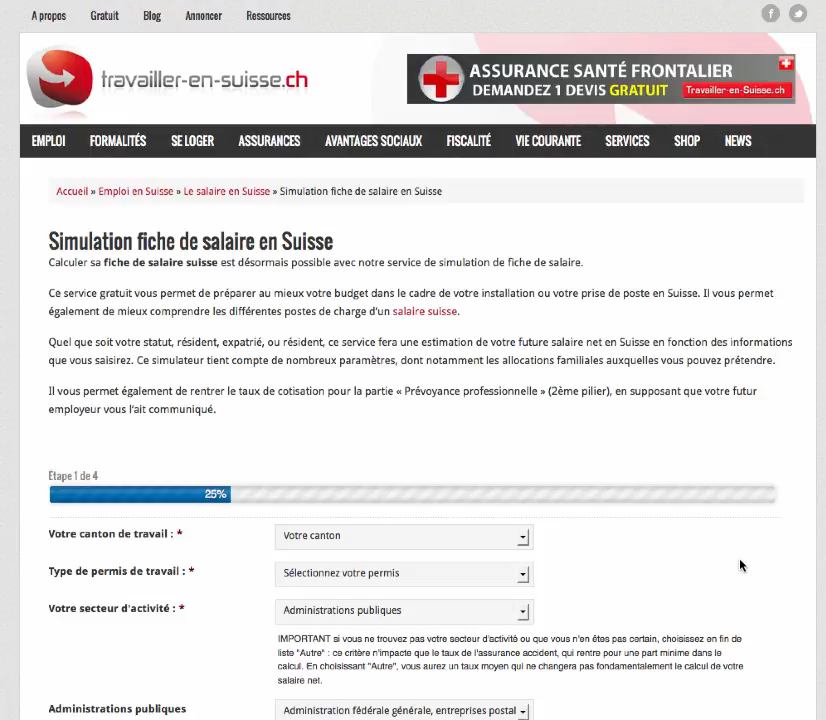 A propos Gratuit Blog Annoncer Ressources
travailler-en-suisse.ch
ASSURANCE SANTÉ FRONTALIER
DEMANDEZ 1 DEVIS GRATUIT Travailler-en-Suisse.ch
EMPLOI FORMALITÉS SE LOGER ASSURANCES AVANTAGES SOCIAUX FISCALITÉ VIE COURANTE SERVICES SHOP NEWS
Accueil » Emploi en Suisse » Le salaire en Suisse » Simulation fiche de salaire en Suisse
Simulation fiche de salaire en Suisse
Calculer sa fiche de salaire suisse est désormais possible avec notre service de simulation de fiche de salaire.
Ce service gratuit vous permet de préparer au mieux votre budget dans le cadre de votre installation ou votre prise de poste en Suisse. Il vous permet
également de mieux comprendre les différentes postes de charge d'un salaire suisse.
Quel que soit votre statut, résident, expatrié, ou résident, ce service fera une estimation de votre future salaire net en Suisse en fonction des informations
que vous saisirez. Ce simulateur tient compte de nombreux paramètres, dont notamment les allocations familiales auxquelles vous pouvez prétendre.
Il vous permet également de rentrer le taux de cotisation pour la partie « Prévoyance professionnelle » (2ème pilier), en supposant que votre futur
employeur vous l'ait communiqué.
Etape 1 de 4
25%
Votre canton de travail : * Votre canton
Type de permis de travail : * Sélectionnez votre permis
Votre secteur d'activité : * Administrations publiques
IMPORTANT si vous ne trouvez pas votre secteur d'activité ou que vous n'en êtes pas certain, choisissez en fin de
liste "Autre" : ce critère n'impacte que le taux de l'assurance accident, qui rentre pour une part minime dans le
calcul. En choisissant "Autre", vous aurez un taux moyen qui ne changera pas fondamentalement le calcul de votre
salaire net.
Administrations publiques Administration fédérale générale, entreprises postal